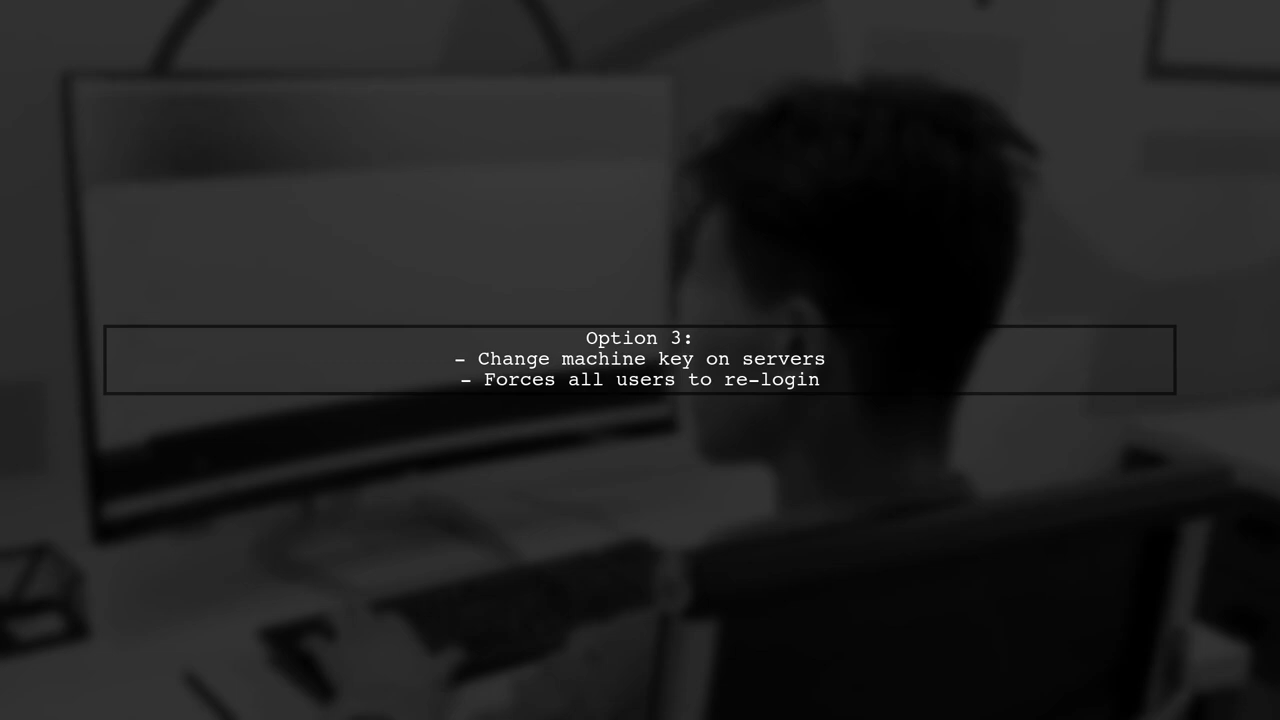 Option 3:
- Change machine key on servers
- Forces all users to re-login